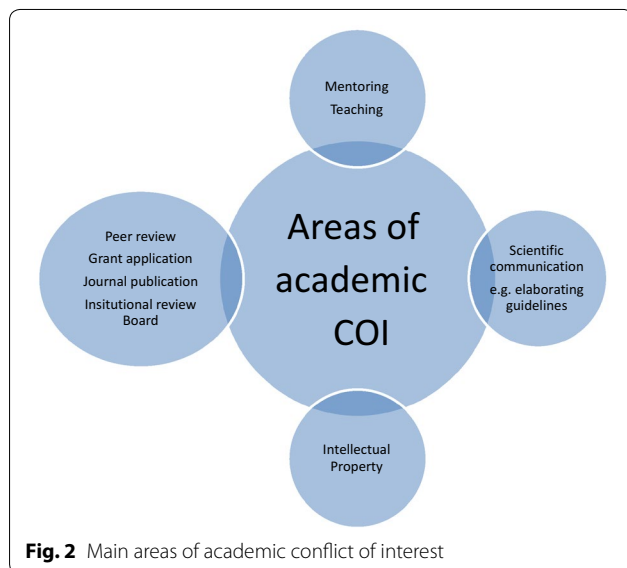 Mentoring
Teaching
Areas of
academic
COI
Peer review
Grant application
Journal publication
Insitutional review
Board
Scientific
communication
e.g. elaborating
guidelines
Intellectual
Property
Fig. 2 Main areas of academic conflict of interest